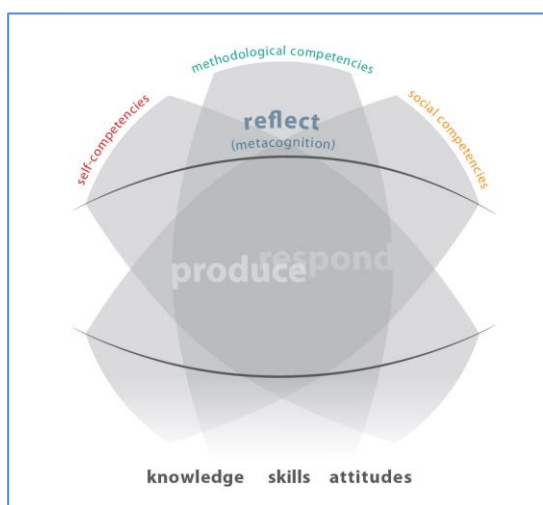 methodological competencies
self-competencies
social competencies
reflect
(metacognition)
respond
produce
knowledge skills attitudes